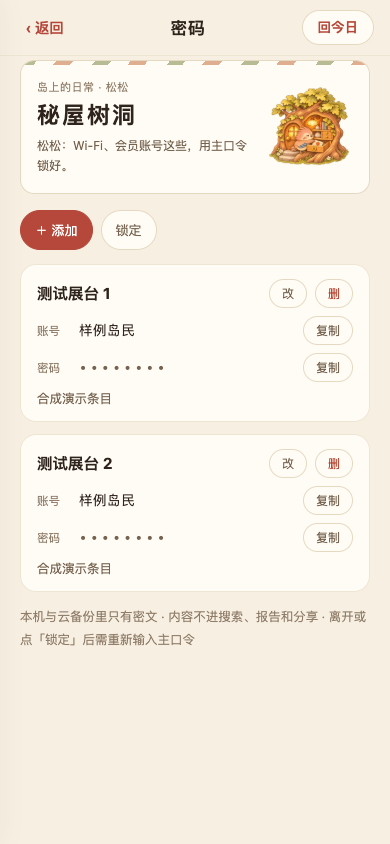 ‹ 返回
密码
回今日
岛上的日常 · 松松
秘屋树洞
松松：Wi-Fi、会员账号这些，用主口令
锁好。
＋ 添加
锁定
测试展台 1
改
删
账号
样例岛民
复制
密码
• • • • • • • •
复制
合成演示条目
测试展台 2
改
删
账号
样例岛民
复制
密码
• • • • • • • •
复制
合成演示条目
本机与云备份里只有密文 · 内容不进搜索、报告和分享 · 离开或
点「锁定」后需重新输入主口令